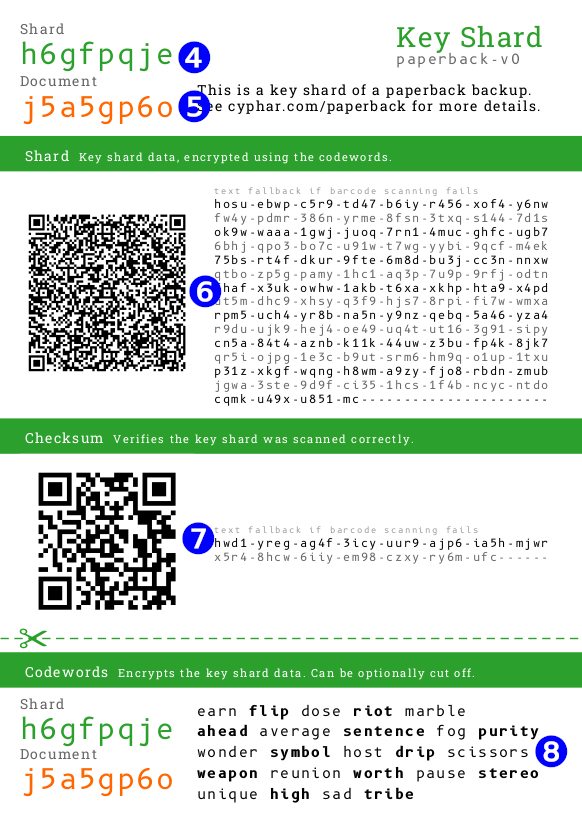 Shard
h6gfpqje 4
Document
j5a5gp6o 5
Key Shard
paperback-v0
This is a key shard of a paperback backup.
See cyphar.com/paperback for more details.
Shard Key shard data, encrypted using the codewords.
text fallback if barcode scanning fails
hosu-ebwp-c5r9-td47-b6iy-r456-xof4-y6nw
fw4y-pdmr-386n-yrme-8fsn-3txq-s144-7d1s
ok9w-waaa-1gwj-juoq-7rn1-4muc-ghfc-ugb7
6bhj-qpo3-bo7c-u91w-t7wg-yybi-9qcf-m4ek
75bs-rt4f-dkur-9fte-6m8d-bu3j-cc3n-nnxw
qtbo-zp5g-pamy-1hc1-aq3p-7u9p-9rfj-odtn
6
haf-x3uk-owhw-1akb-t6xa-xkhp-hta9-x4pd
t5m-dhc9-xhsy-q3f9-hjs7-8rpi-fi7w-wmxa
rpm5-uch4-yr8b-na5n-y9nz-qebq-5a46-yza4
r9du-ujk9-hej4-oe49-uq4t-ut16-3g91-sipy
cn5a-84t4-aznb-k11k-44uw-z3bu-fp4k-8jk7
qr5i-ojpg-1e3c-b9ut-srm6-hm9q-o1up-1txu
p31z-xkgf-wqng-h8wm-a9zy-fjo8-rbdn-zmub
jgwa-3ste-9d9f-ci35-1hcs-1f4b-ncyc-ntdo
cqmk-u49x-u851-mc----------------------
Checksum Verifies the key shard was scanned correctly.
7
text fallback if barcode scanning fails
hwd1-yreg-ag4f-3icy-uur9-ajp6-ia5h-mjwr
x5r4-8hcw-6iiy-em98-czxy-ry6m-ufc------
Codewords Encrypts the key shard data. Can be optionally cut off.
Shard
h6gfpqje
Document
j5a5gp6o
earn flip dose riot marble
ahead average sentence fog purity
wonder symbol host drip scissors 8
weapon reunion worth pause stereo
unique high sad tribe